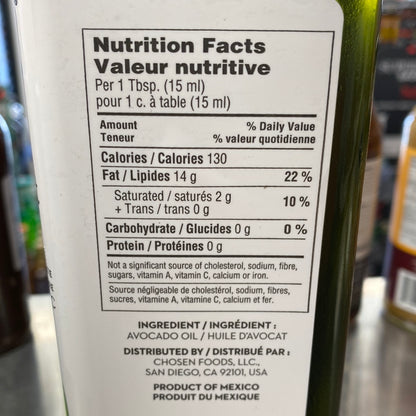 Nutrition Facts
Valeur nutritive
Per 1 Tbsp. (15 ml)
pour 1 c. à table (15 ml)
Amount % Daily Value
Teneur % valeur quotidienne
Calories / Calories 130
Fat / Lipides 14 g 22 %
Saturated / saturés 2 g
+ Trans / trans 0 g 10 %
Carbohydrate / Glucides 0 g 0 %
Protein / Protéines 0 g
Not a significant source of cholesterol, sodium, fibre,
sugars, vitamin A, vitamin C, calcium or iron.
Source négligeable de cholésterol, sodium, fibres,
sucres, vitamine A, vitamine C, calcium et fer.
INGREDIENT / INGRÉDIENT :
AVOCADO OIL / HUILE D'AVOCAT
DISTRIBUTED BY / DISTRIBUÉ PAR :
CHOSEN FOODS, LLC.,
SAN DIEGO, CA 92101, USA
PRODUCT OF MEXICO
PRODUIT DU MEXIQUE